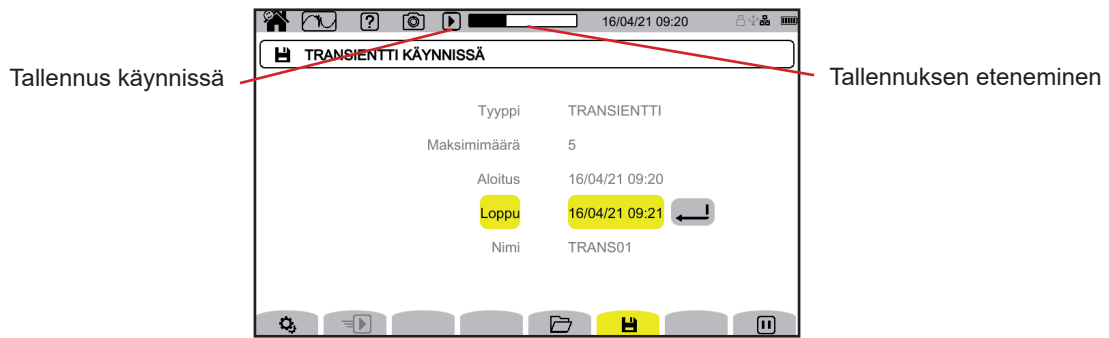 16/04/21 09:20
TRANSIENTTI KÄYNNISSÄ
Tallennus käynnissä
Tallennuksen eteneminen
Tyyppi TRANSIENTTI
Maksimimäärä 5
Aloitus 16/04/21 09:20
Loppu 16/04/21 09:21
Nimi TRANS01